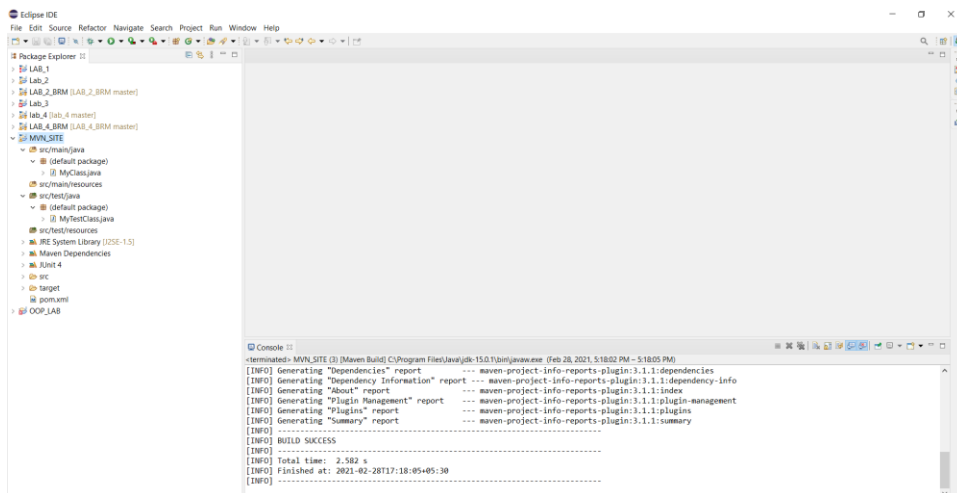 Eclipse IDE
File Edit Source Refactor Navigate Search Project Run Window Help
Package Explorer
LAB_1
Lab_2
LAB_2_BRM [LAB_2_BRM master]
Lab_3
lab_4 [lab_4 master]
LAB_4_BRM [LAB_4_BRM master]
MVN_SITE
src/main/java
(default package)
MyClass.java
src/main/resources
src/test/java
(default package)
MyTestClass.java
src/test/resources
JRE System Library [J2SE-1.5]
Maven Dependencies
JUnit 4
src
target
pom.xml
OOP_LAB
Console
<terminated> MVN_SITE (3) [Maven Build] C:\Program Files\Java\jdk-15.0.1\bin\javaw.exe (Feb 28, 2021, 5:18:02 PM – 5:18:05 PM)
[INFO] Generating "Dependencies" report --- maven-project-info-reports-plugin:3.1.1:dependencies
[INFO] Generating "Dependency Information" report --- maven-project-info-reports-plugin:3.1.1:dependency-info
[INFO] Generating "About" report --- maven-project-info-reports-plugin:3.1.1:index
[INFO] Generating "Plugin Management" report --- maven-project-info-reports-plugin:3.1.1:plugin-management
[INFO] Generating "Plugins" report --- maven-project-info-reports-plugin:3.1.1:plugins
[INFO] Generating "Summary" report --- maven-project-info-reports-plugin:3.1.1:summary
[INFO] ------------------------------------------------------------------------
[INFO] BUILD SUCCESS
[INFO] ------------------------------------------------------------------------
[INFO] Total time: 2.582 s
[INFO] Finished at: 2021-02-28T17:18:05+05:30
[INFO] ------------------------------------------------------------------------